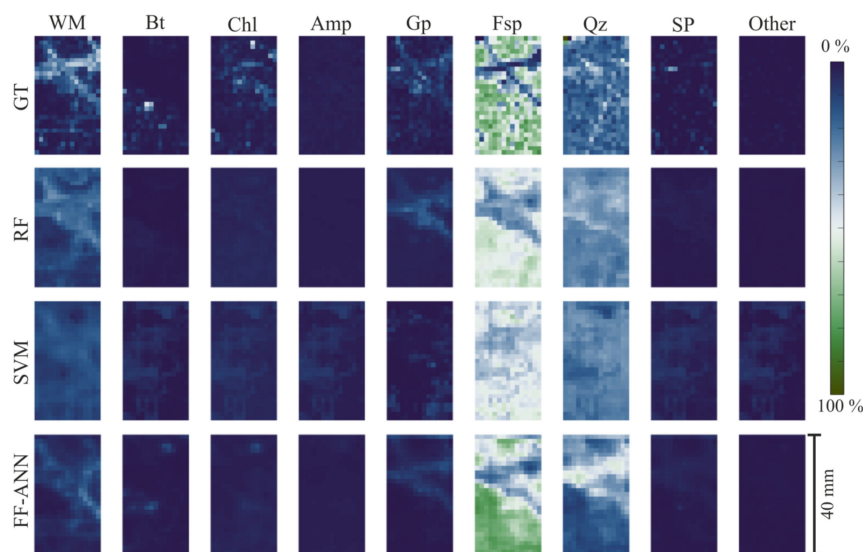 WM Bt Chl Amp Gp Fsp Qz SP Other
0 %
GT
RF
SVM
100 %
FF-ANN
40 mm